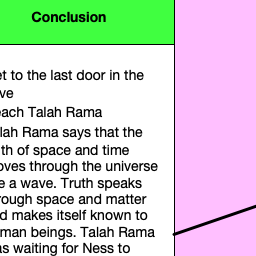 Conclusion
et to the last door in the
ve
each Talah Rama
lah Rama says that the
th of space and time
oves through the universe
e a wave. Truth speaks
rough space and matter
d makes itself known to
man beings. Talah Rama
as waiting for Ness to